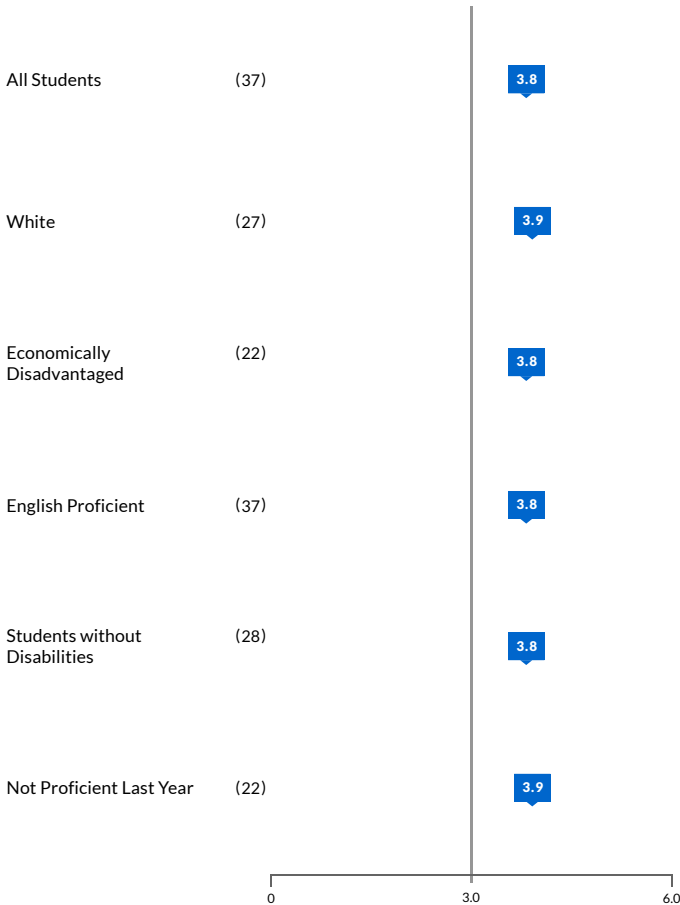 All Students (37) 3.8
White (27) 3.9
Economically (22) 3.8
Disadvantaged
English Proficient (37) 3.8
Students without (28) 3.8
Disabilities
Not Proficient Last Year (22) 3.9
0 3.0 6.0